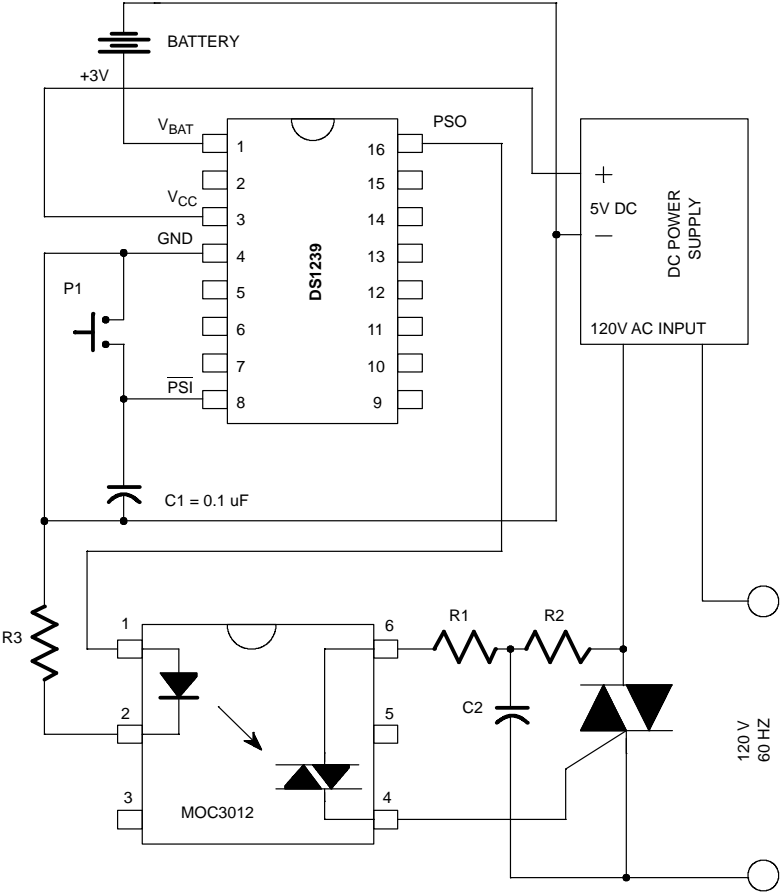 BATTERY
+3V
VBAT
PSO
1
16
2
15
VCC
3
14
GND
4
13
P1
5
12
6
11
7
10
PSI
8
9
DS1239
+
5V DC
—
DC POWER
SUPPLY
120V AC INPUT
C1 = 0.1 uF
R3
1
2
3
6
5
4
MOC3012
R1
R2
C2
120 V
60 HZ